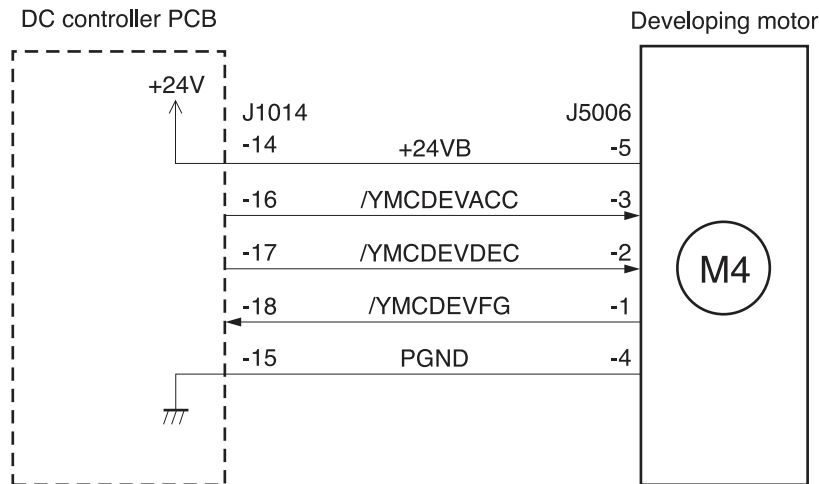 DC controller PCB
Developing motor
+24V
J1014
J5006
-14 +24VB -5
-16 /YMCDEVACC -3
-17 /YMCDEVDEC -2
M4
-18 /YMCDEVFG -1
-15 PGND -4